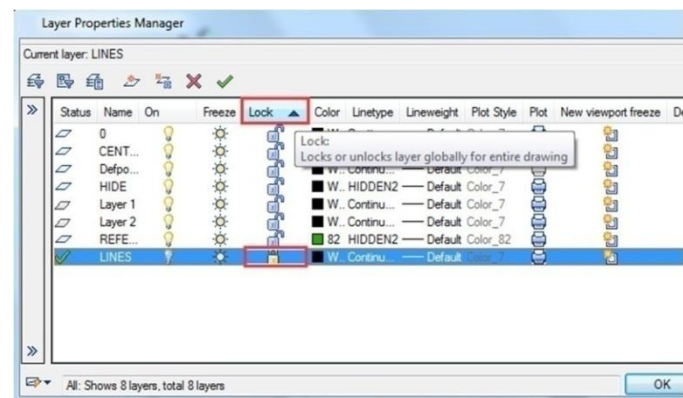 Layer Properties Manager
Current layer: LINES
Status Name On Freeze Lock Color Linetype Lineweight Plot Style Plot New viewport freeze De
0
Lock:
CENT...
Locks or unlocks layer globally for entire drawing
Defpo... W.. Continu... Default Color_7
HIDE W.. HIDDEN2 Default Color_7
Layer 1 W.. Continu... Default Color_7
Layer 2 W.. Continu... Default Color_7
REFE... 82 HIDDEN2 Default Color_82
LINES W.. Continu... Default Color_7
All: Shows 8 layers, total 8 layers
OK